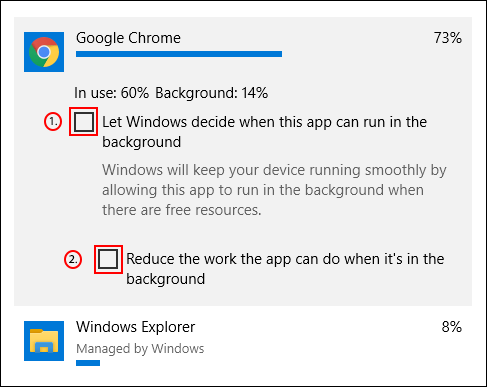 Google Chrome 73%
In use: 60% Background: 14%
1. Let Windows decide when this app can run in the
background
Windows will keep your device running smoothly by
allowing this app to run in the background when
there are free resources.
2. Reduce the work the app can do when it's in the
background
Windows Explorer 8%
Managed by Windows